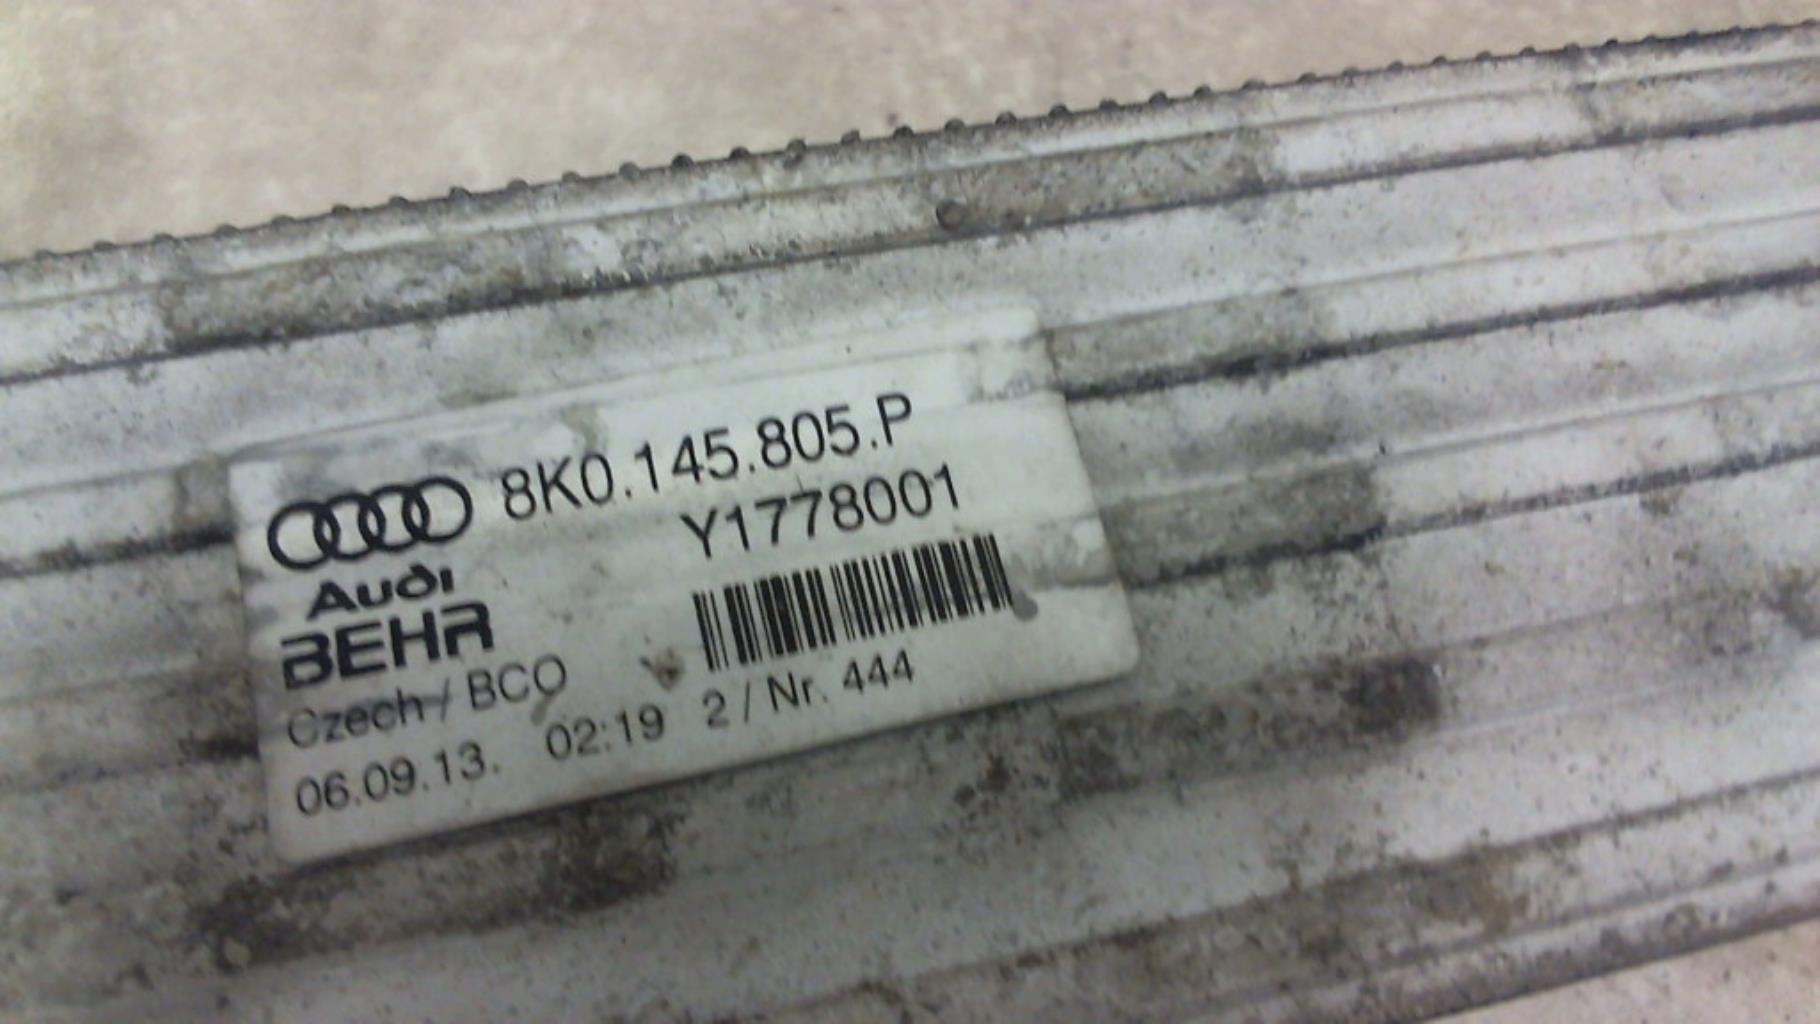 8K0.145.805.P
Y1778001
Audi
BEHR
Czech / BCO
06.09.13. 02:19 2 / Nr. 444